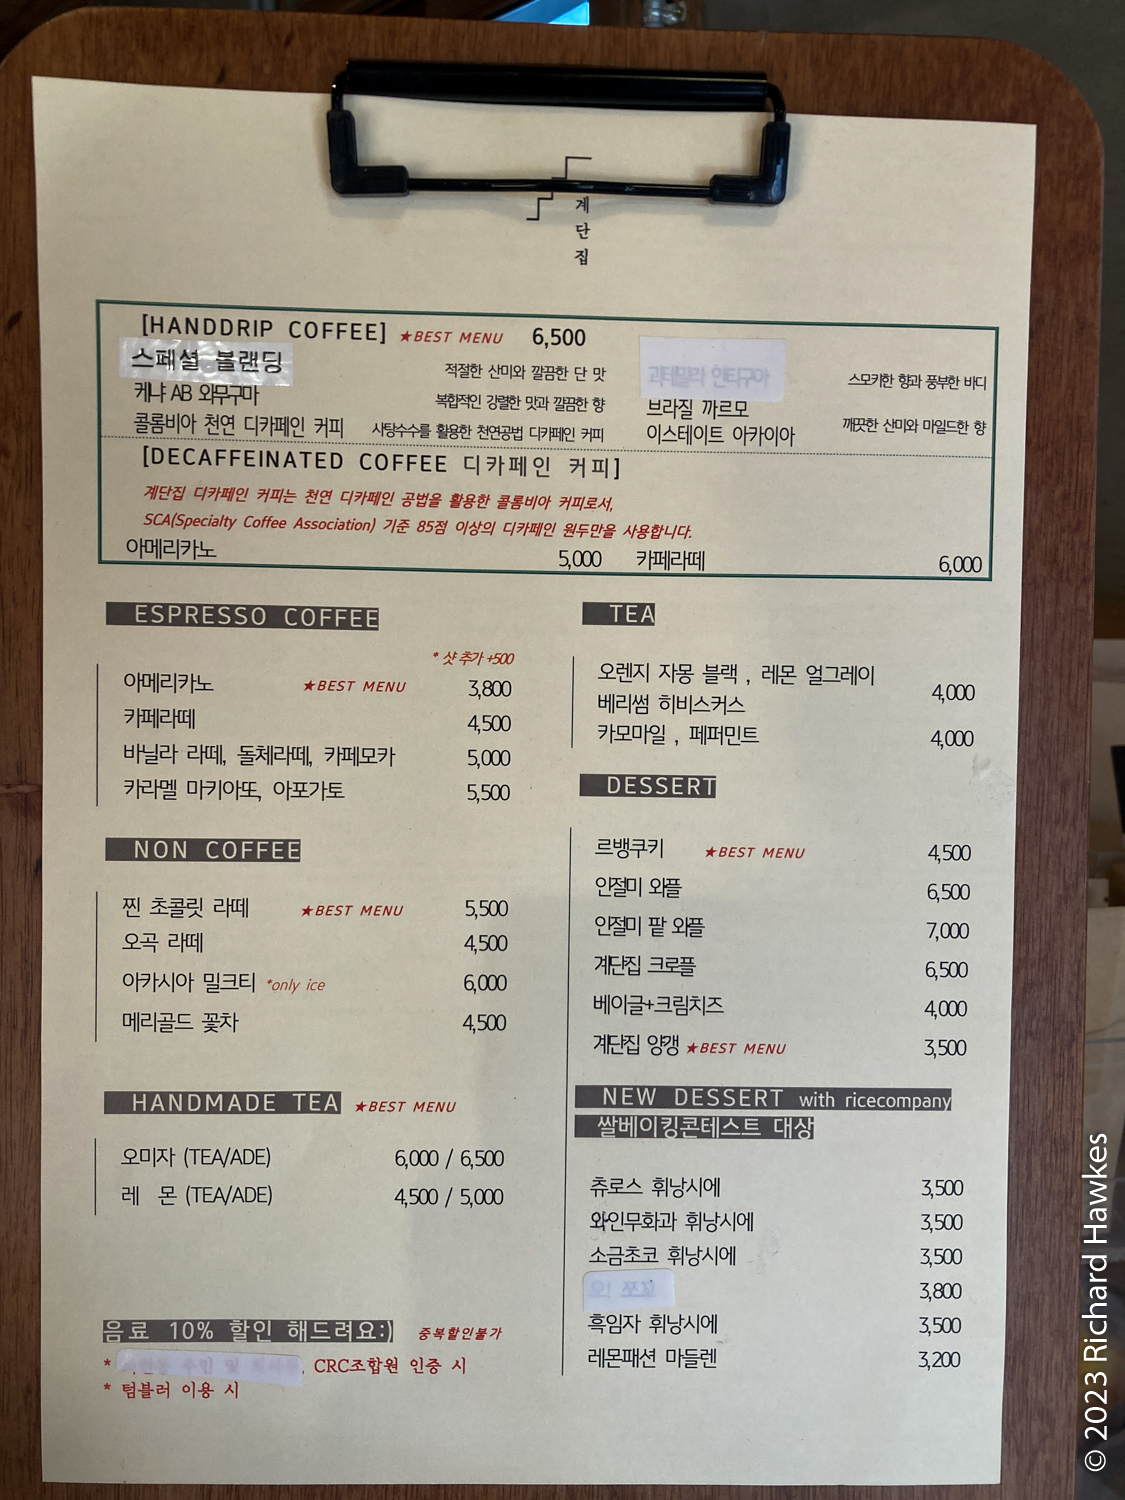 계
단
집
[HANDDRIP COFFEE] ★BEST MENU 6,500
스페셜 블랜딩 적절한 산미와 깔끔한 단 맛
스모키한 향과 풍부한 바디
케냐 AB 와무구마 복합적인 강렬한 맛과 깔끔한 향
브라질 까르모
콜롬비아 천연 디카페인 커피 사탕수수를 활용한 천연공법 디카페인 커피
이스테이트 아카이아 깨끗한 산미와 마일드한 향
[DECAFFEINATED COFFEE 디카페인 커피]
계단집 디카페인 커피는 천연 디카페인 공법을 활용한 콜롬비아 커피로서,
SCA(Specialty Coffee Association) 기준 85점 이상의 디카페인 원두만을 사용합니다.
아메리카노 5,000 카페라떼 6,000
ESPRESSO COFFEE
* 샷 추가 +500
아메리카노 ★BEST MENU 3,800
카페라떼 4,500
바닐라 라떼, 돌체라떼, 카페모카 5,000
카라멜 마키아또, 아포가토 5,500
NON COFFEE
찐 초콜릿 라떼 ★BEST MENU 5,500
오곡 라떼 4,500
아카시아 밀크티 *only ice 6,000
메리골드 꽃차 4,500
HANDMADE TEA ★BEST MENU
오미자 (TEA/ADE) 6,000 / 6,500
레 몬 (TEA/ADE) 4,500 / 5,000
음료 10% 할인 해드려요:) 중복할인불가
* , CRC조합원 인증 시
* 텀블러 이용 시
TEA
오렌지 자몽 블랙 , 레몬 얼그레이
베리썸 히비스커스 4,000
카모마일 , 페퍼민트 4,000
DESSERT
르뱅쿠키 ★BEST MENU 4,500
인절미 와플 6,500
인절미 팥 와플 7,000
계단집 크로플 6,500
베이글+크림치즈 4,000
계단집 양갱 ★BEST MENU 3,500
NEW DESSERT with ricecompany
쌀베이킹콘테스트 대상
츄로스 휘낭시에 3,500
와인무화과 휘낭시에 3,500
소금초코 휘낭시에 3,500
3,800
흑임자 휘낭시에 3,500
레몬패션 마들렌 3,200
© 2023 Richard Hawkes